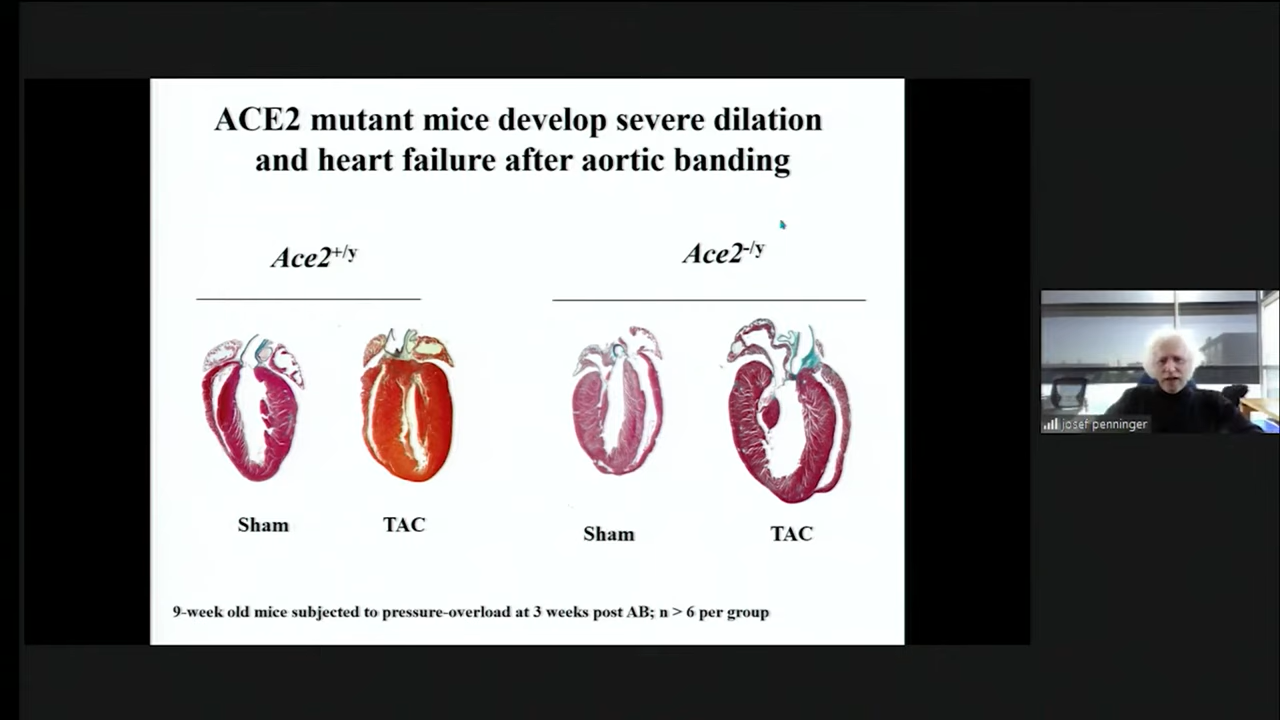 ACE2 mutant mice develop severe dilation
and heart failure after aortic banding
Ace2+/y
Ace2-/y
Sham
TAC
Sham
TAC
9-week old mice subjected to pressure-overload at 3 weeks post AB; n > 6 per group
josef penninger